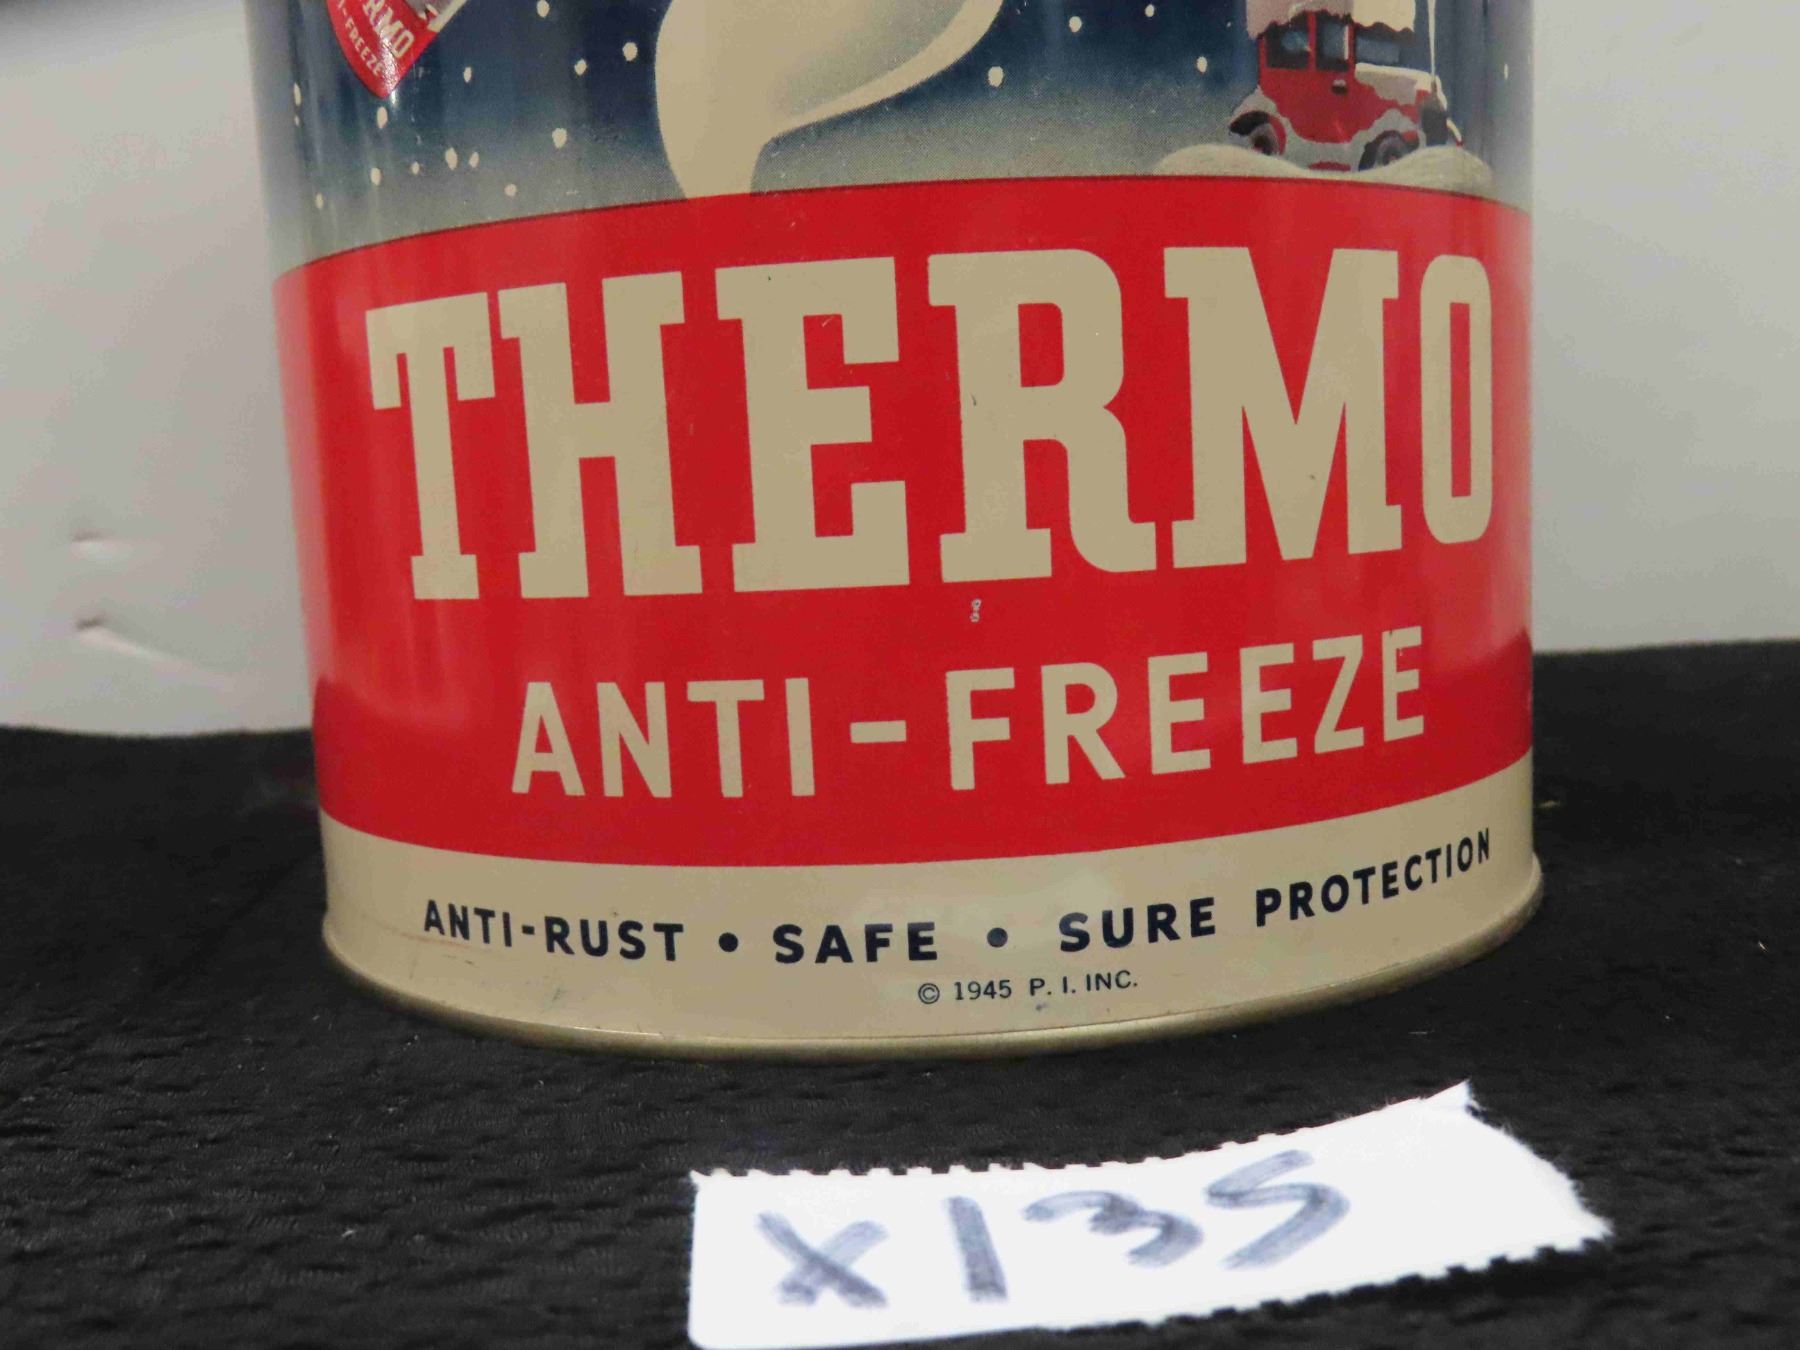 THERMO
ANTI-FREEZE
ANTI-RUST • SAFE • SURE PROTECTION
© 1945 P. I. INC.
X135